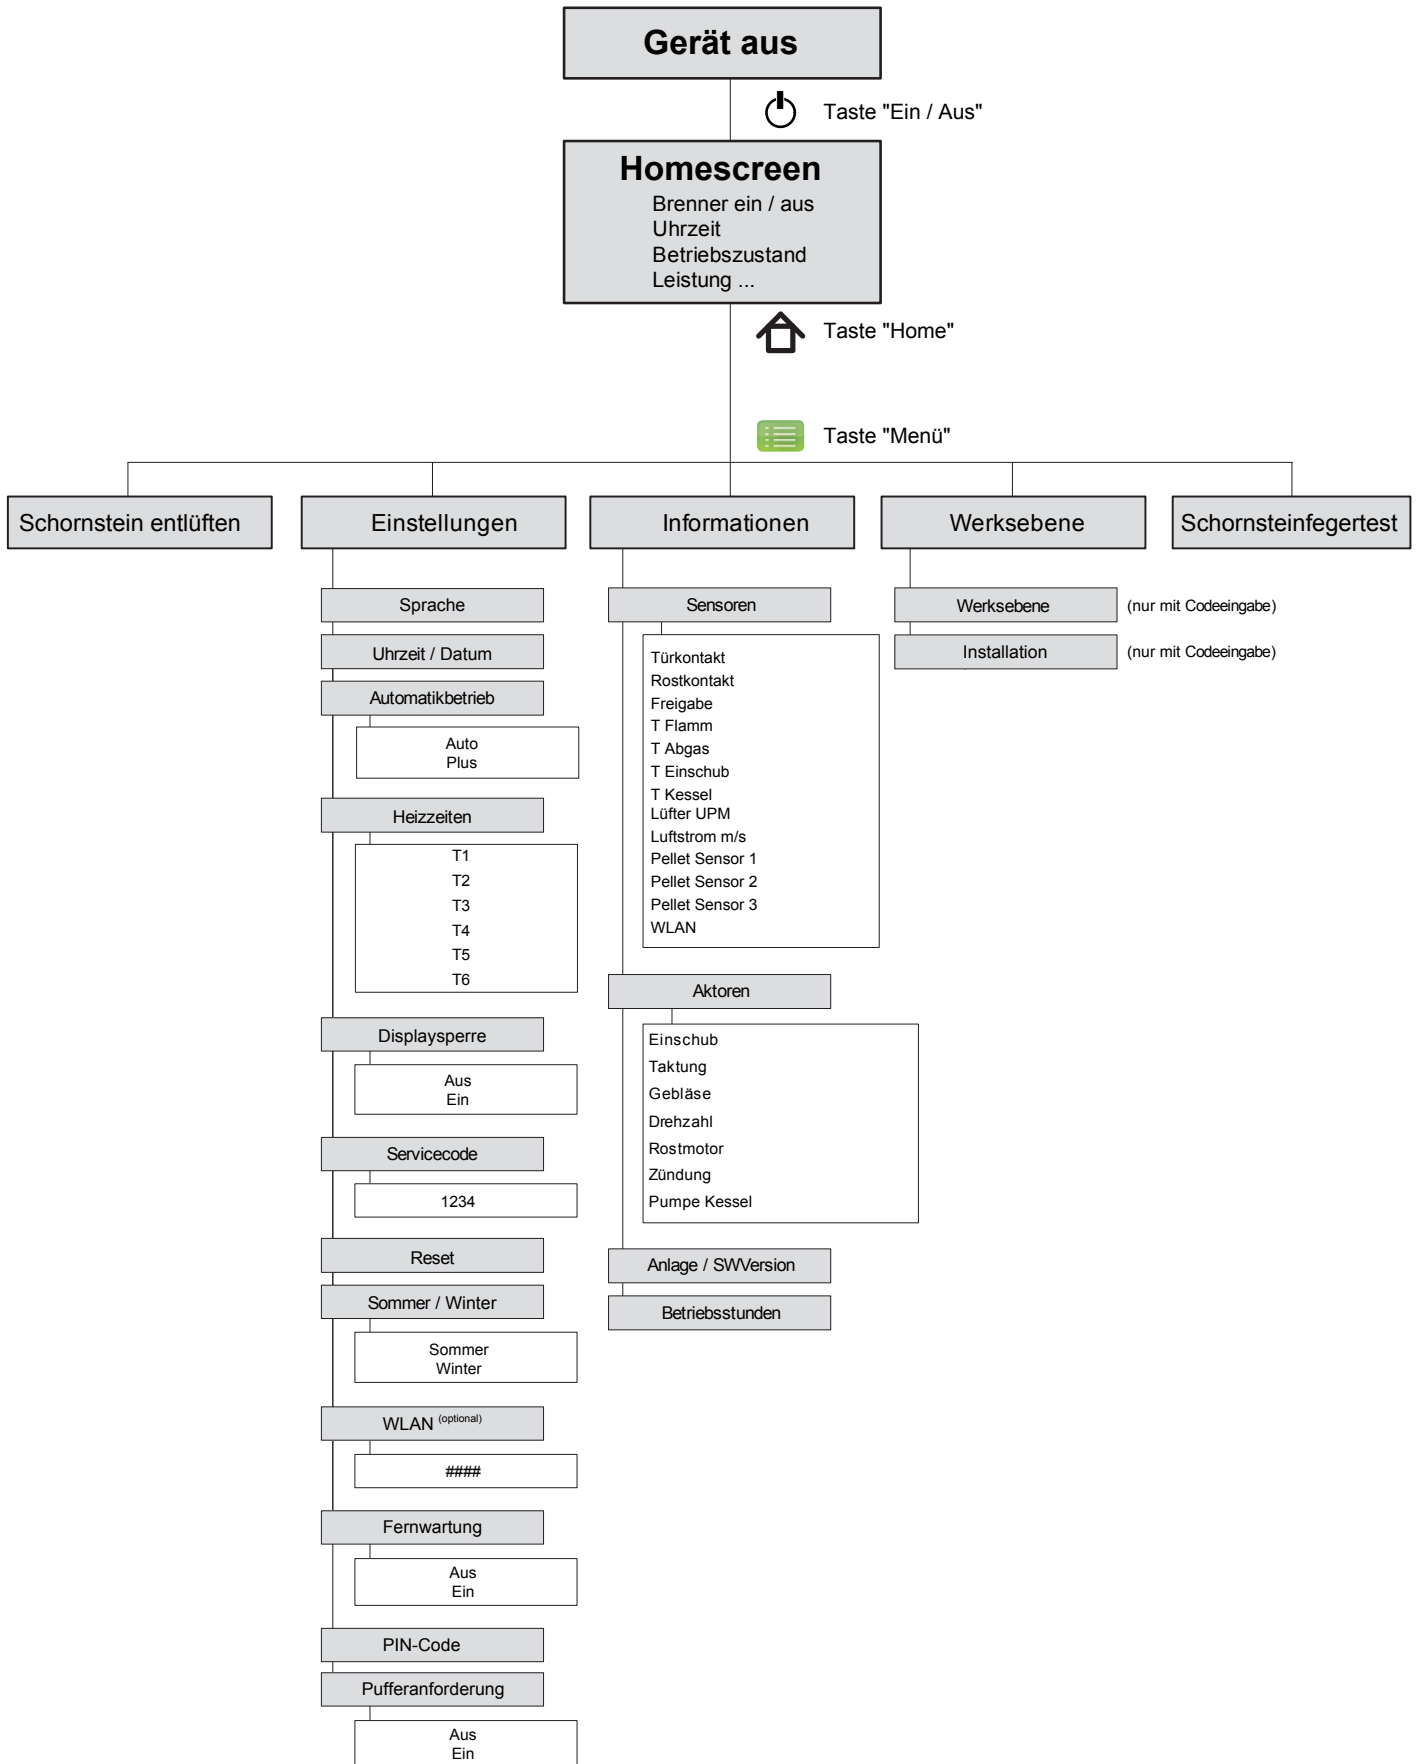 Gerät aus
Taste "Ein / Aus"
Homescreen
Brenner ein / aus
Uhrzeit
Betriebszustand
Leistung ...
Taste "Home"
Taste "Menü"
Schornstein entlüften
Einstellungen
Informationen
Werksebene
Schornsteinfegertest
Sprache
Uhrzeit / Datum
Automatikbetrieb
Auto
Plus
Heizzeiten
T1
T2
T3
T4
T5
T6
Displaysperre
Aus
Ein
Servicecode
1234
Reset
Sommer / Winter
Sommer
Winter
WLAN (optional)
####
Fernwartung
Aus
Ein
PIN-Code
Pufferanforderung
Aus
Ein
Sensoren
Türkontakt
Rostkontakt
Freigabe
T Flamm
T Abgas
T Einschub
T Kessel
Lüfter UPM
Luftstrom m/s
Pellet Sensor 1
Pellet Sensor 2
Pellet Sensor 3
WLAN
Aktoren
Einschub
Taktung
Gebläse
Drehzahl
Rostmotor
Zündung
Pumpe Kessel
Anlage / SWVersion
Betriebsstunden
Werksebene (nur mit Codeeingabe)
Installation (nur mit Codeeingabe)